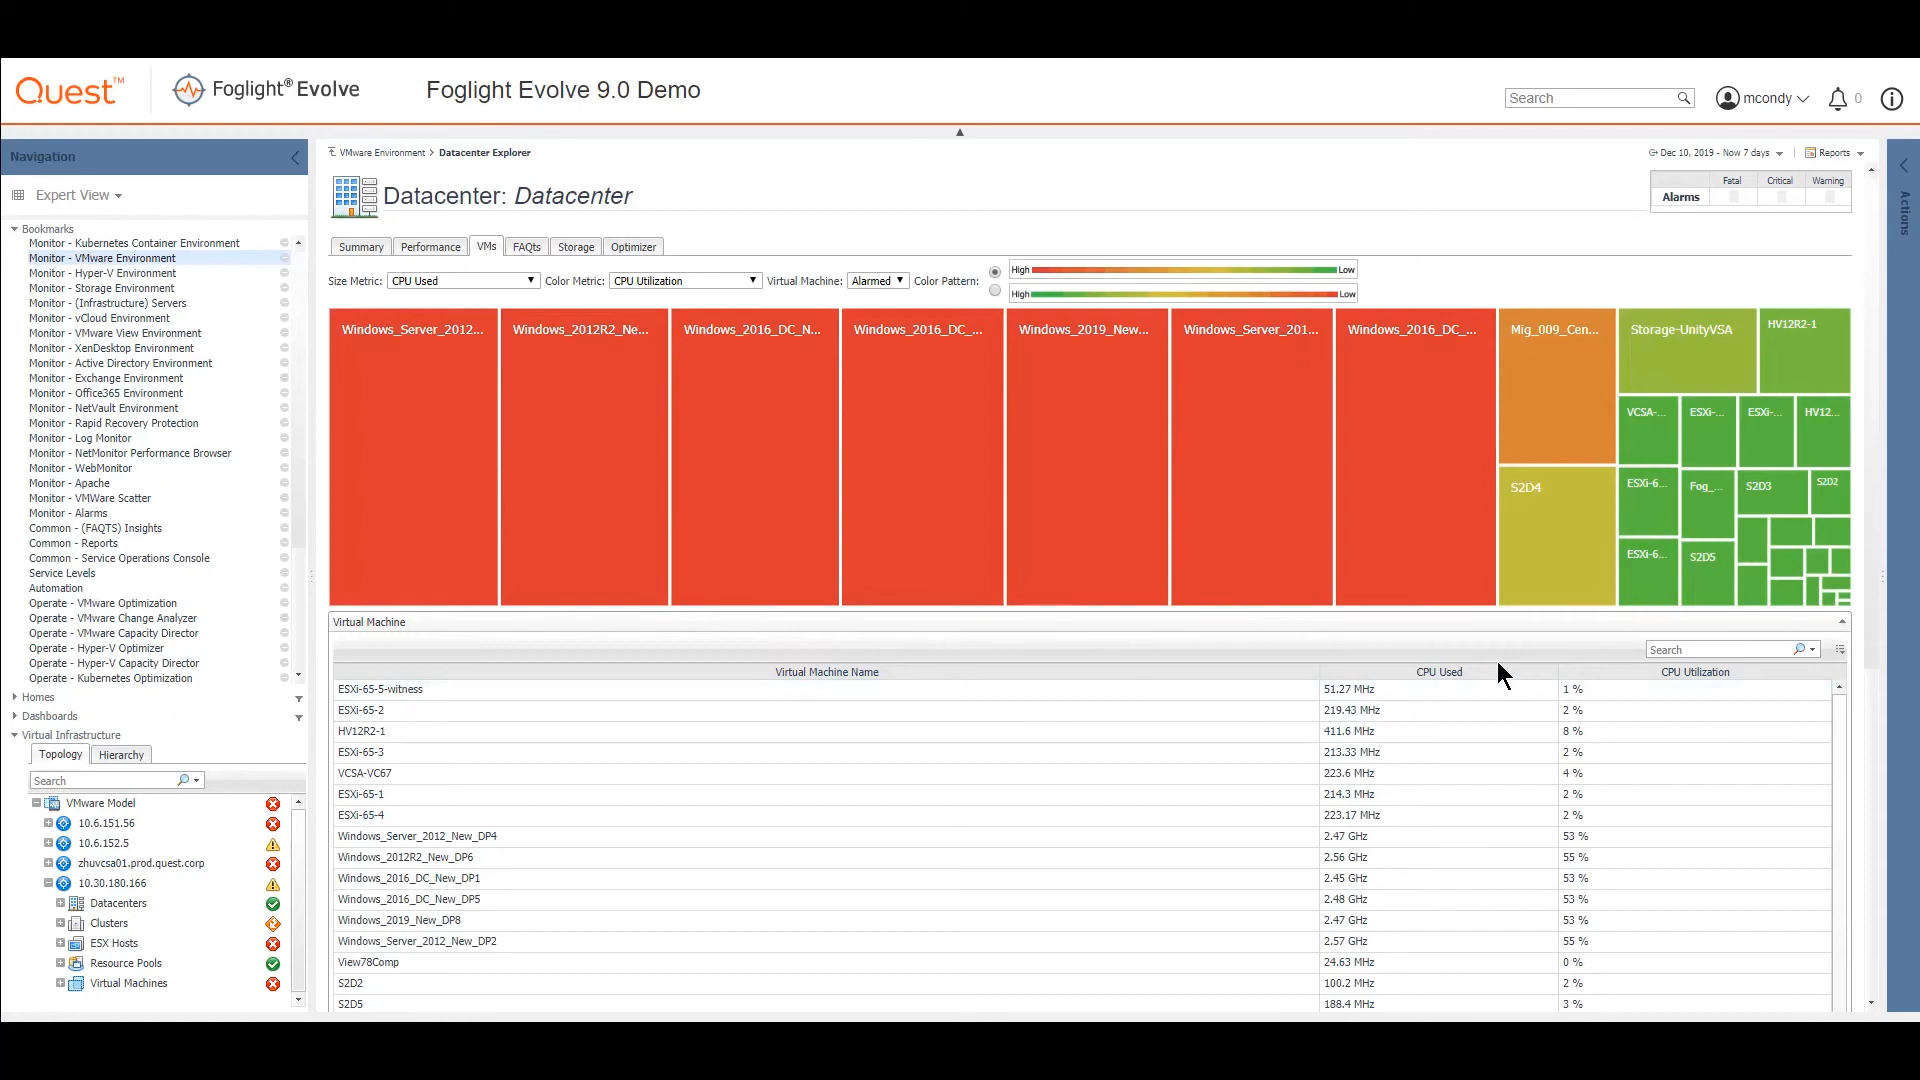 Quest™
Foglight® Evolve
Foglight Evolve 9.0 Demo
Search
mcondy
0
Navigation
Expert View
Bookmarks
Monitor - Kubernetes Container Environment
Monitor - VMware Environment
Monitor - Hyper-V Environment
Monitor - Storage Environment
Monitor - (Infrastructure) Servers
Monitor - vCloud Environment
Monitor - VMware View Environment
Monitor - XenDesktop Environment
Monitor - Active Directory Environment
Monitor - Exchange Environment
Monitor - Office365 Environment
Monitor - NetVault Environment
Monitor - Rapid Recovery Protection
Monitor - Log Monitor
Monitor - NetMonitor Performance Browser
Monitor - WebMonitor
Monitor - Apache
Monitor - VMWare Scatter
Monitor - Alarms
Common - (FAQTS) Insights
Common - Reports
Common - Service Operations Console
Service Levels
Automation
Operate - VMware Optimization
Operate - VMware Change Analyzer
Operate - VMware Capacity Director
Operate - Hyper-V Optimizer
Operate - Hyper-V Capacity Director
Operate - Kubernetes Optimization
Homes
Dashboards
Virtual Infrastructure
Topology Hierarchy
Search
VMware Model
10.6.151.56
10.6.152.5
zhuvcsa01.prod.quest.corp
10.30.180.166
Datacenters
Clusters
ESX Hosts
Resource Pools
Virtual Machines
VMware Environment > Datacenter Explorer
Dec 10, 2019 - Now 7 days
Reports
Datacenter: Datacenter
Fatal Critical Warning
Alarms
Summary Performance VMs FAQts Storage Optimizer
Size Metric: CPU Used Color Metric: CPU Utilization Virtual Machine: Alarmed Color Pattern:
High Low
High Low
Windows_Server_2012...
Windows_2012R2_Ne...
Windows_2016_DC_N...
Windows_2016_DC_...
Windows_2019_New...
Windows_Server_201...
Windows_2016_DC_...
Mig_009_Cen...
Storage-UnityVSA
HV12R2-1
VCSA-...
ESXi-...
ESXi-...
HV12...
S2D4
ESXi-6...
Fog_...
S2D3
S2D2
ESXi-6...
S2D5
Virtual Machine
Search
Virtual Machine Name CPU Used CPU Utilization
ESXi-65-5-witness 51.27 MHz 1 %
ESXi-65-2 219.43 MHz 2 %
HV12R2-1 411.6 MHz 8 %
ESXi-65-3 213.33 MHz 2 %
VCSA-VC67 223.6 MHz 4 %
ESXi-65-1 214.3 MHz 2 %
ESXi-65-4 223.17 MHz 2 %
Windows_Server_2012_New_DP4 2.47 GHz 53 %
Windows_2012R2_New_DP6 2.56 GHz 55 %
Windows_2016_DC_New_DP1 2.45 GHz 53 %
Windows_2016_DC_New_DP5 2.48 GHz 53 %
Windows_2019_New_DP8 2.47 GHz 53 %
Windows_Server_2012_New_DP2 2.57 GHz 55 %
View78Comp 24.63 MHz 0 %
S2D2 100.2 MHz 2 %
S2D5 188.4 MHz 3 %
Actions